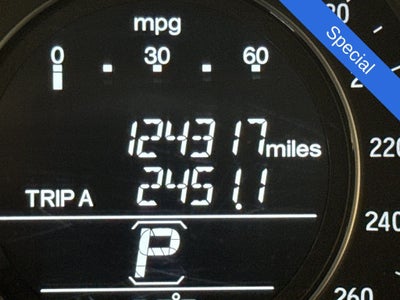 mpg
0 30 60
124317 miles
TRIP A 2451.1
P
Special
220
240
260